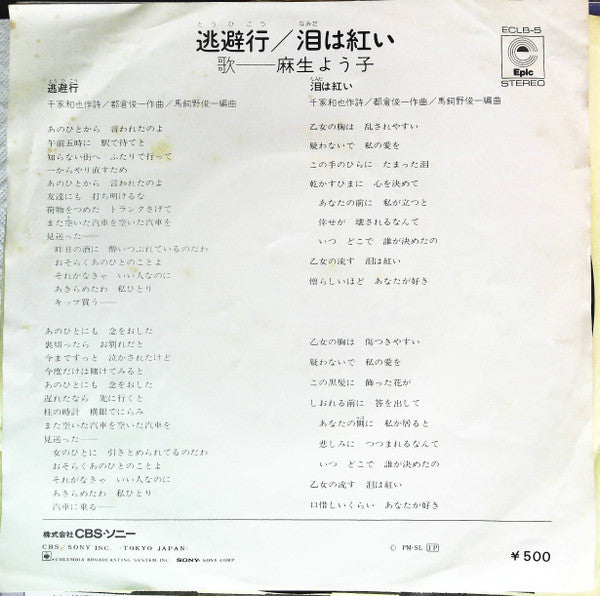 とうひこう　なみだ
逃避行／涙は紅い
歌——麻生よう子
ECLB-5
Epic
STEREO
とうひこう
逃避行
千家和也作詩／都倉俊一作曲／馬飼野俊一編曲
あのひとから　言われたのよ
午前五時に　駅で待てと
知らない街へ　ふたりで行って
一からやり直すため
あのひとから　言われたのよ
友達にも　打ち明けるな
荷物をつめた　トランクさげて
また空いた汽車を空いた汽車を
見送った——
昨日の酒に　酔いつぶれているのだわ
おそらくあのひとのことよ
それがなきゃ　いい人なのに
あきらめたわ　私ひとり
キップ買う——
あのひとにも　念をおした
裏切ったら　お別れだと
今まですっと　泣かされたけど
今度だけは賭けてみると
あのひとにも　念をおした
遅れたなら　先に行くと
柱の時計　横眼でにらみ
また空いた汽車を空いた汽車を
見送った——
女のひとに　引きとめられてるのだわ
おそらくあのひとのことよ
それがなきゃ　いい人なのに
あきらめたわ　私ひとり
汽車に乗る——
なんだ
涙は紅い
千家和也作詩／都倉俊一作曲／馬飼野俊一編曲
乙女の胸は　乱されやすい
疑わないで　私の愛を
この手のひらに　たまった泪
乾かすひまに　心を決めて
あなたの前に　私が立つと
倖せが　壊されるなんて
いつ　どこで　誰が決めたの
乙女の流す　泪は紅い
憎らしいほど　あなたが好き
乙女の胸は　傷つきやすい
疑わないで　私の愛を
この黒髪に　飾った花が
しおれる前に　答を出して
あなたの側に　私が居ると
悲しみに　つつまれるなんて
いつ　どこで　誰が決めたの
乙女の流す　泪は紅い
口惜しいくらい　あなたが好き
株式会社CBS・ソニー
CBS／SONY INC.　・TOKYO JAPAN・
COLUMBIA BROADCASTING SYSTEM INC　SONY・SONY CORP
Ⓒ PM-SL IP
￥500